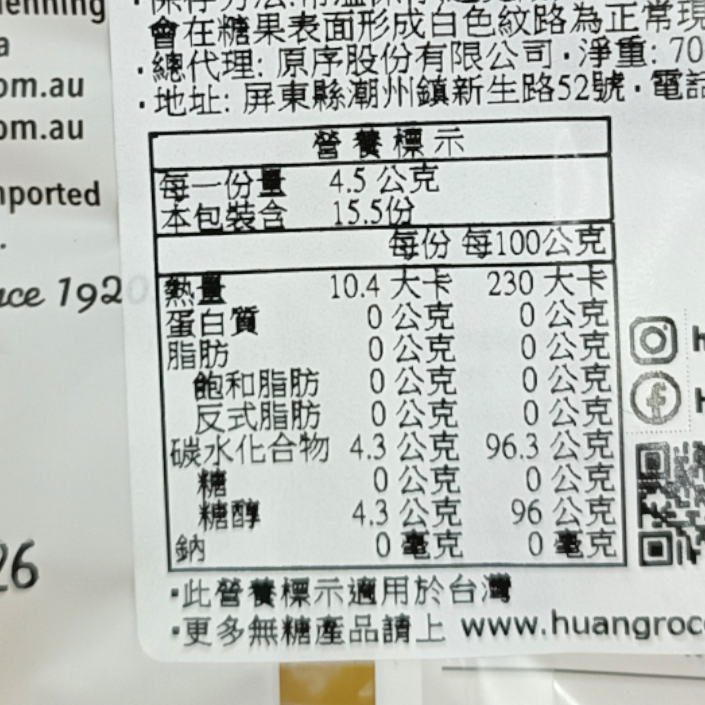 enning
a
om.au
om.au
mported
.
nce 1920
26
會在糖果表面形成白色紋路為正常現
·總代理: 原序股份有限公司·淨重: 70
·地址: 屏東縣潮州鎮新生路52號·電話
營養標示
每一份量 4.5 公克
本包裝含 15.5份
每份 每100公克
熱量 10.4 大卡 230 大卡
蛋白質 0 公克 0 公克
脂肪 0 公克 0 公克
飽和脂肪 0 公克 0 公克
反式脂肪 0 公克 0 公克
碳水化合物 4.3 公克 96.3 公克
糖 0 公克 0 公克
糖醇 4.3 公克 96 公克
鈉 0 毫克 0 毫克
·此營養標示適用於台灣
·更多無糖產品請上 www.huangroc
h
H